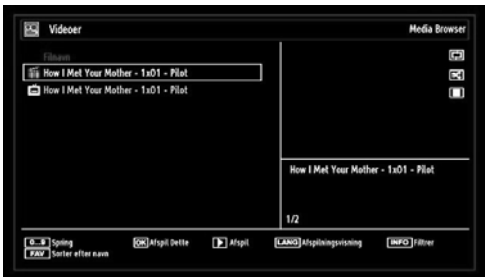 Videoer
Media Browser
Filnavn
How I Met Your Mother - 1x01 - Pilot
How I Met Your Mother - 1x01 - Pilot
How I Met Your Mother - 1x01 - Pilot
1/2
0...9 Spring OK Afspil Dette Afspil LANG Afspilningsvisning INFO Filtrer
FAV Sorter efter navn